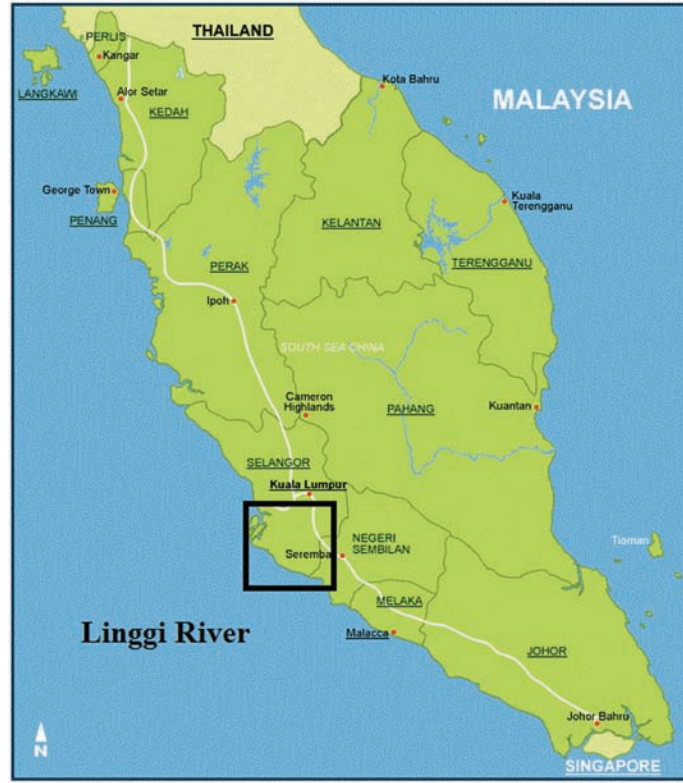 THAILAND
PERLIS
Kangar
LANGKAWI
Alor Setar
KEDAH
Kota Bahru
MALAYSIA
George Town
PENANG
Kuala
Terengganu
KELANTAN
TERENGGANU
PERAK
Ipoh
SOUTH SEA CHINA
Cameron
Highlands
PAHANG
Kuantan
SELANGOR
Kuala Lumpur
NEGERI
SEMBILAN
Seremba
Tioman
MELAKA
Linggi River
Malacca
JOHOR
Johor Bahru
N
SINGAPORE